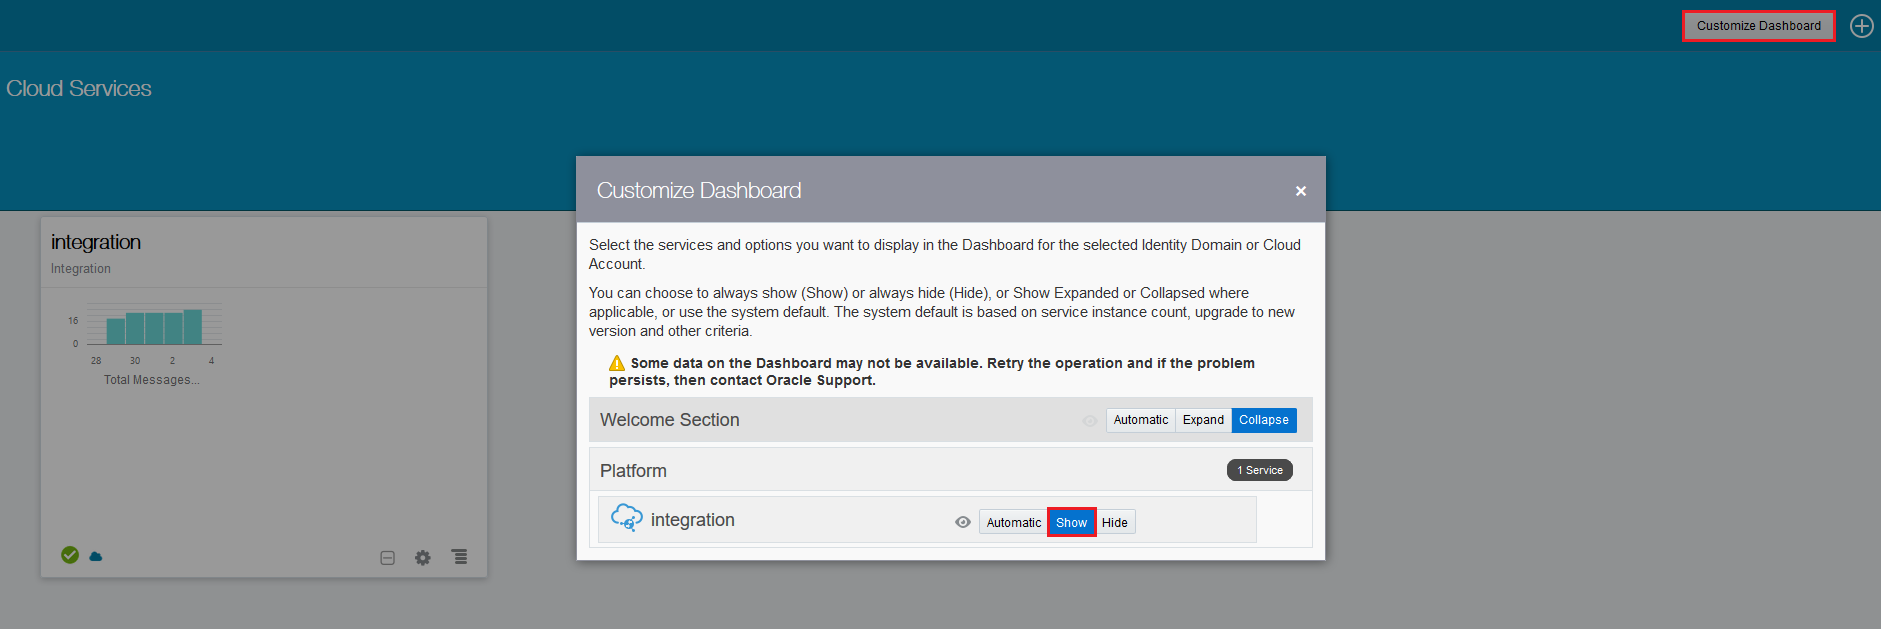 Customize Dashboard
Cloud Services
integration
Integration
16
0
28 30 2 4
Total Messages...
Customize Dashboard
×
Select the services and options you want to display in the Dashboard for the selected Identity Domain or Cloud
Account.
You can choose to always show (Show) or always hide (Hide), or Show Expanded or Collapsed where
applicable, or use the system default. The system default is based on service instance count, upgrade to new
version and other criteria.
Some data on the Dashboard may not be available. Retry the operation and if the problem
persists, then contact Oracle Support.
Welcome Section Automatic Expand Collapse
Platform 1 Service
integration Automatic Show Hide